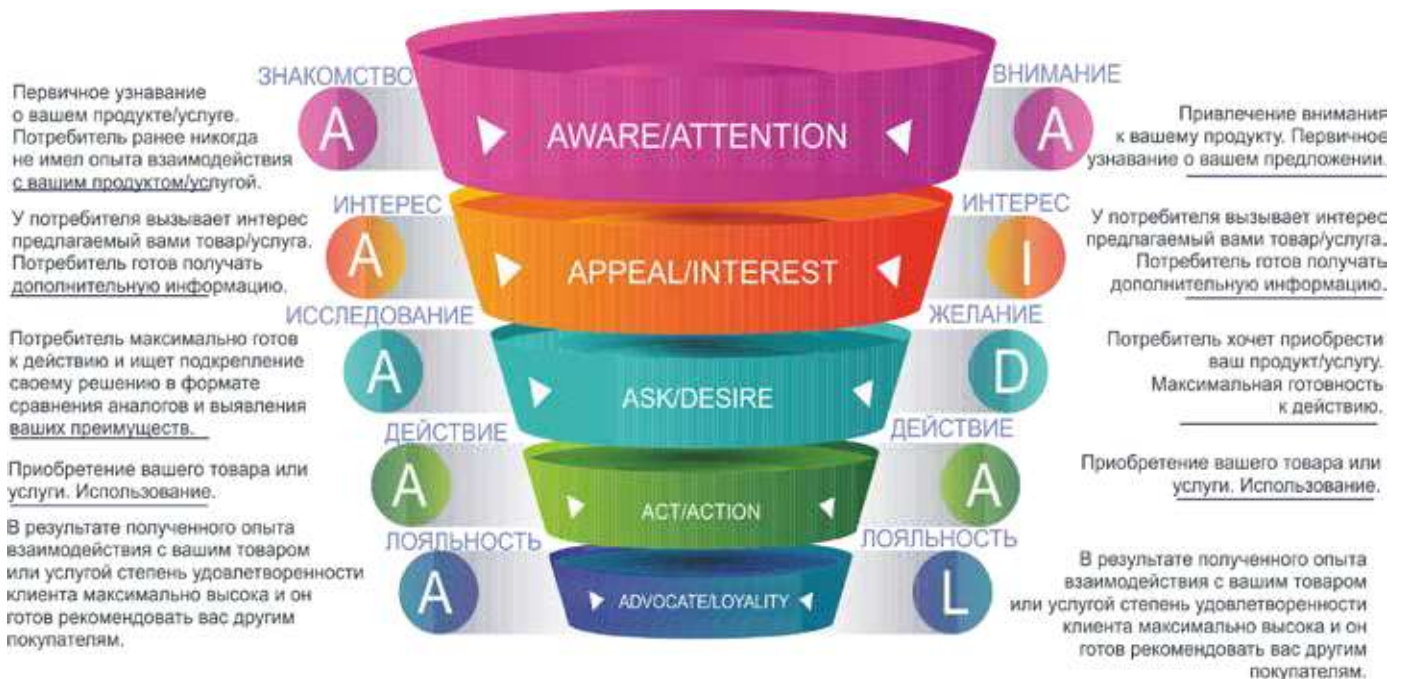 ЗНАКОМСТВО
A
Первичное узнавание
о вашем продукте/услуге.
Потребитель ранее никогда
не имел опыта взаимодействия
с вашим продуктом/услугой.
AWARE/ATTENTION
ВНИМАНИЕ
A
Привлечение внимания
к вашему продукту. Первичное
узнавание о вашем предложении.
ИНТЕРЕС
A
У потребителя вызывает интерес
предлагаемый вами товар/услуга.
Потребитель готов получать
дополнительную информацию.
APPEAL/INTEREST
ИНТЕРЕС
I
У потребителя вызывает интерес
предлагаемый вами товар/услуга.
Потребитель готов получать
дополнительную информацию.
ИССЛЕДОВАНИЕ
A
Потребитель максимально готов
к действию и ищет подкрепление
своему решению в формате
сравнения аналогов и выявления
ваших преимуществ.
ASK/DESIRE
ЖЕЛАНИЕ
D
Потребитель хочет приобрести
ваш продукт/услугу.
Максимальная готовность
к действию.
ДЕЙСТВИЕ
A
Приобретение вашего товара или
услуги. Использование.
ACT/ACTION
ДЕЙСТВИЕ
A
Приобретение вашего товара или
услуги. Использование.
ЛОЯЛЬНОСТЬ
A
В результате полученного опыта
взаимодействия с вашим товаром
или услугой степень удовлетворенности
клиента максимально высока и он
готов рекомендовать вас другим
покупателям.
ADVOCATE/LOYALITY
ЛОЯЛЬНОСТЬ
L
В результате полученного опыта
взаимодействия с вашим товаром
или услугой степень удовлетворенности
клиента максимально высока и он
готов рекомендовать вас другим
покупателям.